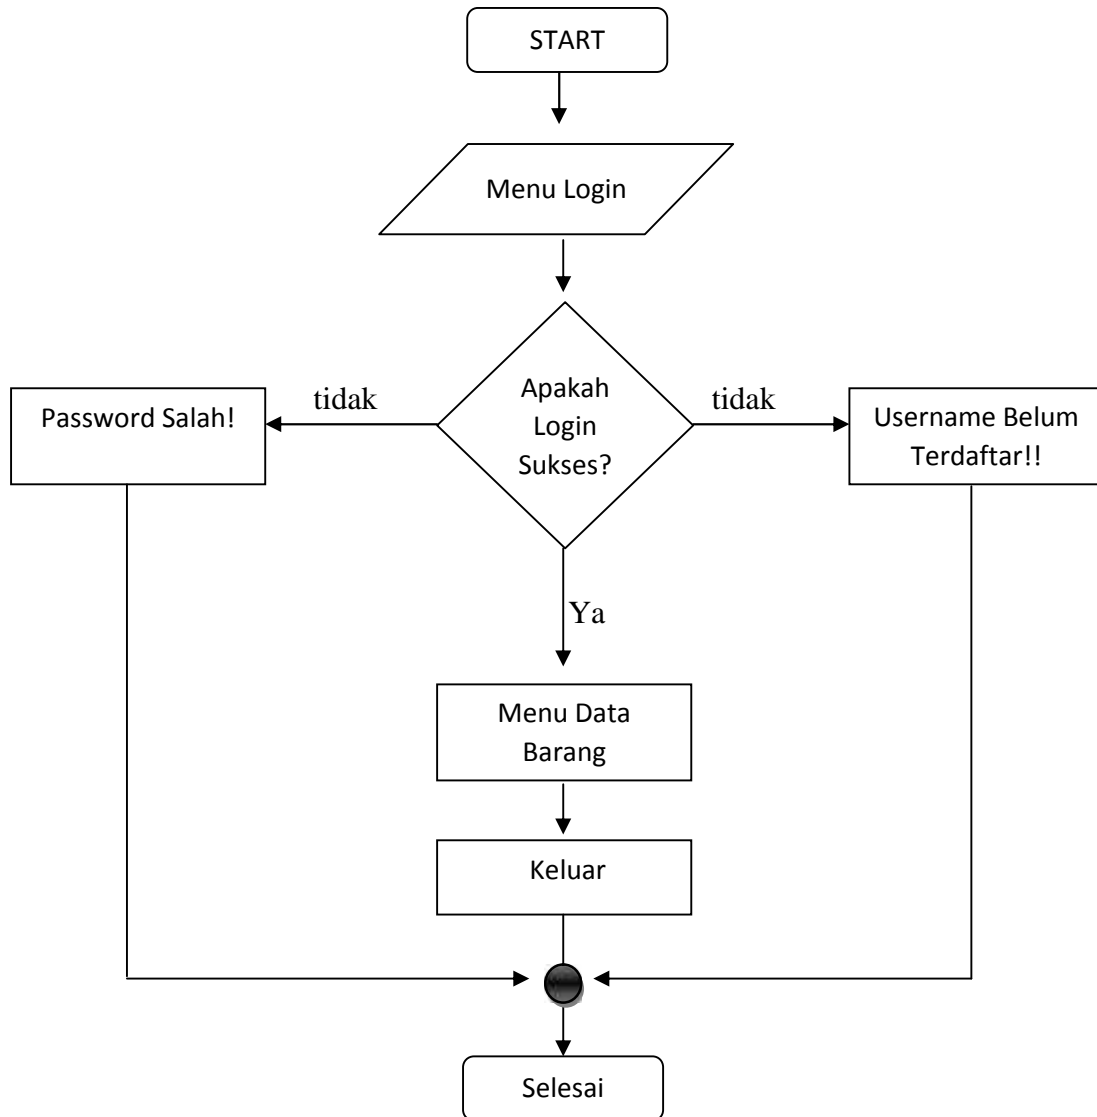 START
Menu Login
Apakah
Login
Sukses?
tidak
tidak
Password Salah!
Username Belum
Terdaftar!!
Ya
Menu Data
Barang
Keluar
Selesai